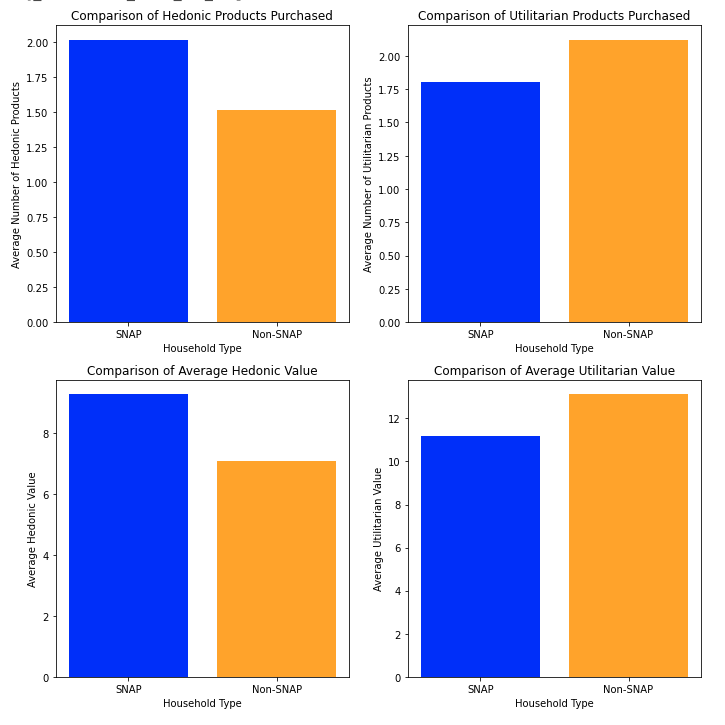 Comparison of Hedonic Products Purchased
Average Number of Hedonic Products
2.00
1.75
1.50
1.25
1.00
0.75
0.50
0.25
0.00
SNAP
Non-SNAP
Household Type
Comparison of Utilitarian Products Purchased
Average Number of Utilitarian Products
2.00
1.75
1.50
1.25
1.00
0.75
0.50
0.25
0.00
SNAP
Non-SNAP
Household Type
Comparison of Average Hedonic Value
Average Hedonic Value
8
6
4
2
0
SNAP
Non-SNAP
Household Type
Comparison of Average Utilitarian Value
Average Utilitarian Value
12
10
8
6
4
2
0
SNAP
Non-SNAP
Household Type